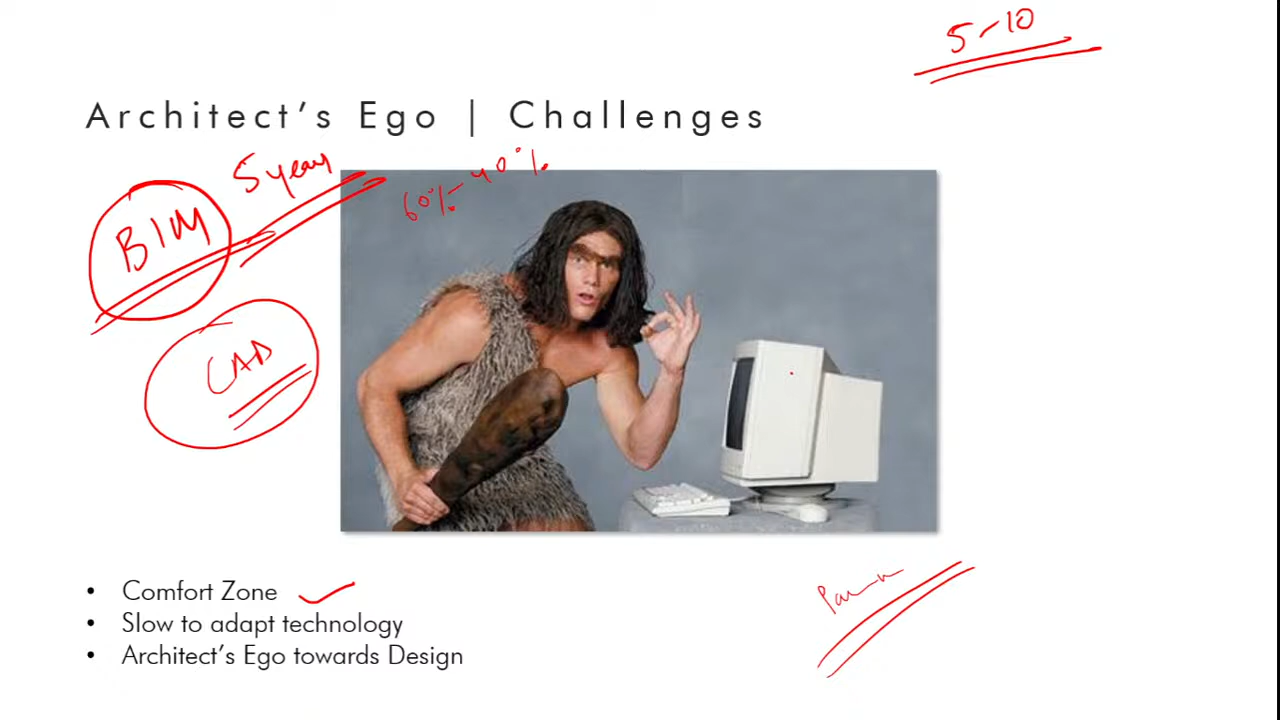 5-10
Architect's Ego | Challenges
5 years
60%-40%
BIM
CAD
• Comfort Zone
• Slow to adapt technology
• Architect's Ego towards Design